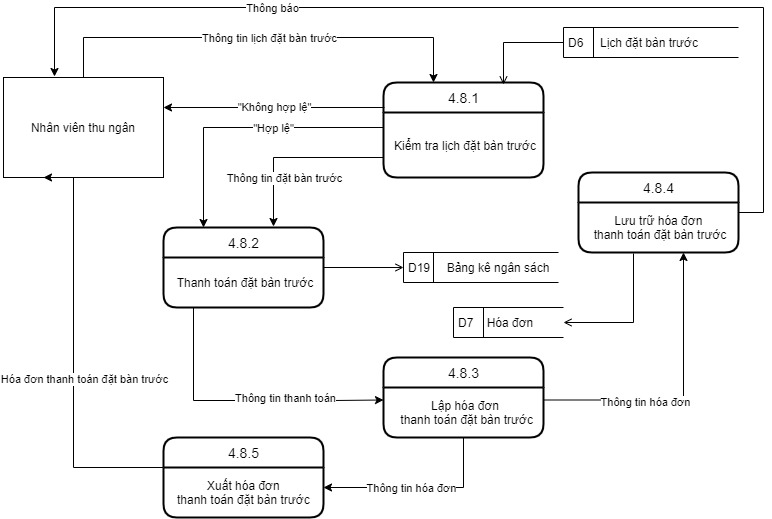 Thông báo
Thông tin lịch đặt bàn trước
D6
Lịch đặt bàn trước
4.8.1
Kiểm tra lịch đặt bàn trước
"Không hợp lệ"
"Hợp lệ"
Nhân viên thu ngân
Thông tin đặt bàn trước
4.8.4
Lưu trữ hóa đơn
thanh toán đặt bàn trước
4.8.2
Thanh toán đặt bàn trước
D19
Bảng kê ngân sách
D7
Hóa đơn
4.8.3
Lập hóa đơn
thanh toán đặt bàn trước
Hóa đơn thanh toán đặt bàn trước
Thông tin thanh toán
Thông tin hóa đơn
4.8.5
Xuất hóa đơn
thanh toán đặt bàn trước
Thông tin hóa đơn